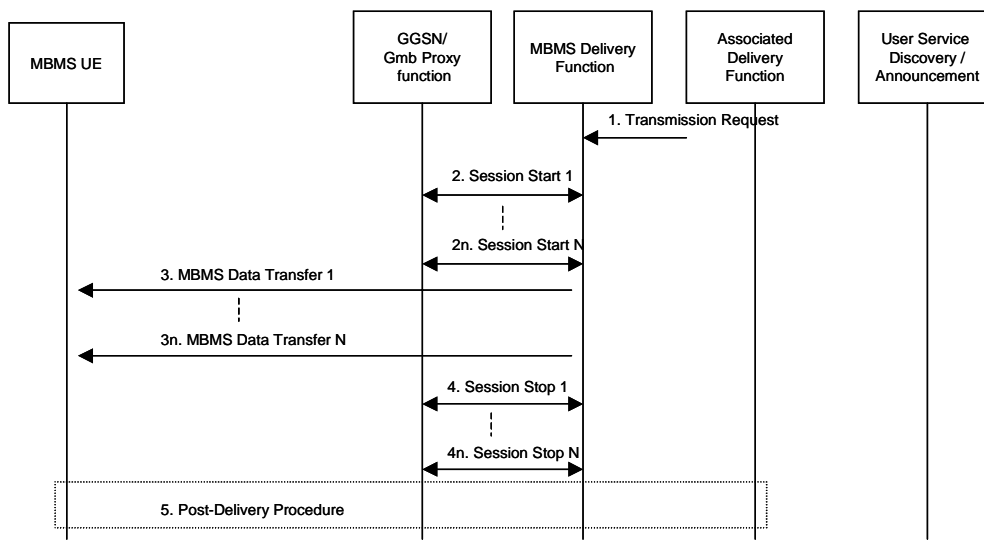 MBMS UE
GGSN/
Gmb Proxy
function
MBMS Delivery
Function
Associated
Delivery
Function
User Service
Discovery /
Announcement
1. Transmission Request
2. Session Start 1
2n. Session Start N
3. MBMS Data Transfer 1
3n. MBMS Data Transfer N
4. Session Stop 1
4n. Session Stop N
5. Post-Delivery Procedure